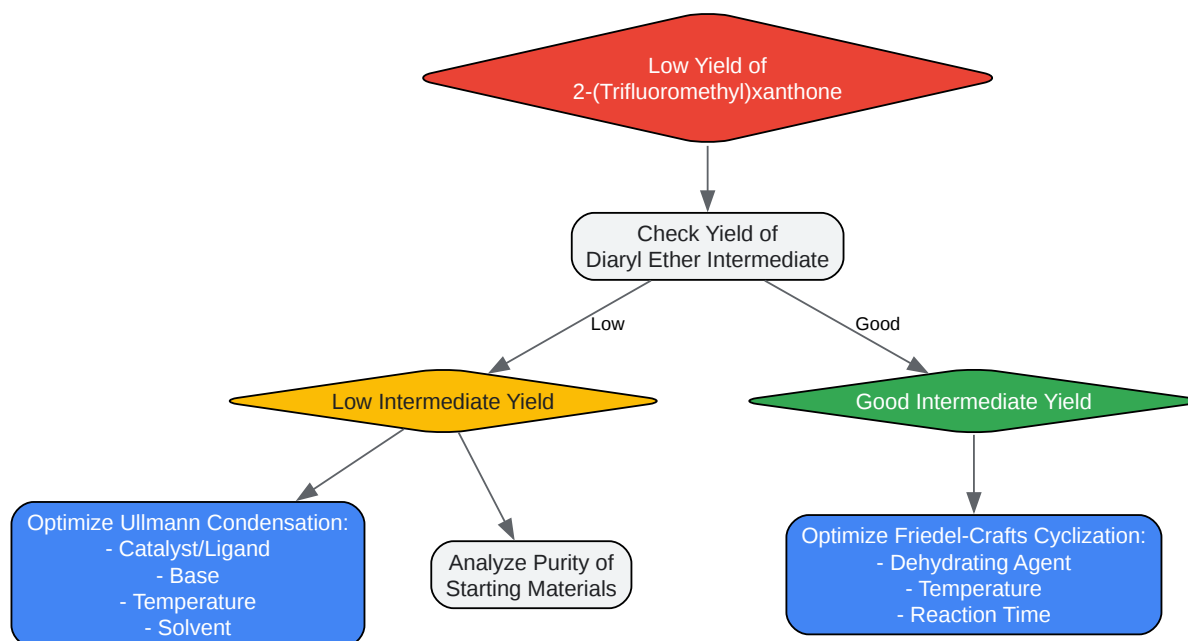 Low Yield of
2-(Trifluoromethyl)xanthone
Check Yield of
Diaryl Ether Intermediate
Low
Good
Low Intermediate Yield
Good Intermediate Yield
Optimize Ullmann Condensation:
- Catalyst/Ligand
- Base
- Temperature
- Solvent
Analyze Purity of
Starting Materials
Optimize Friedel-Crafts Cyclization:
- Dehydrating Agent
- Temperature
- Reaction Time